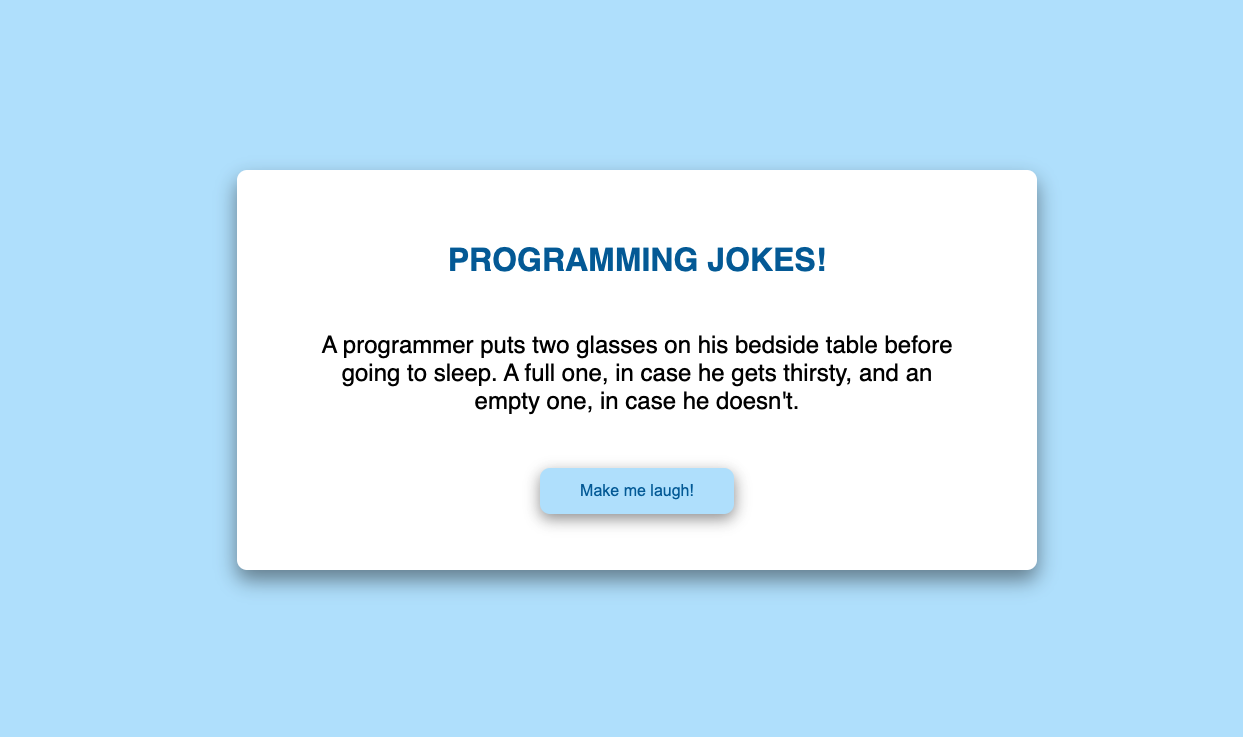 PROGRAMMING JOKES!
A programmer puts two glasses on his bedside table before
going to sleep. A full one, in case he gets thirsty, and an
empty one, in case he doesn't.
Make me laugh!